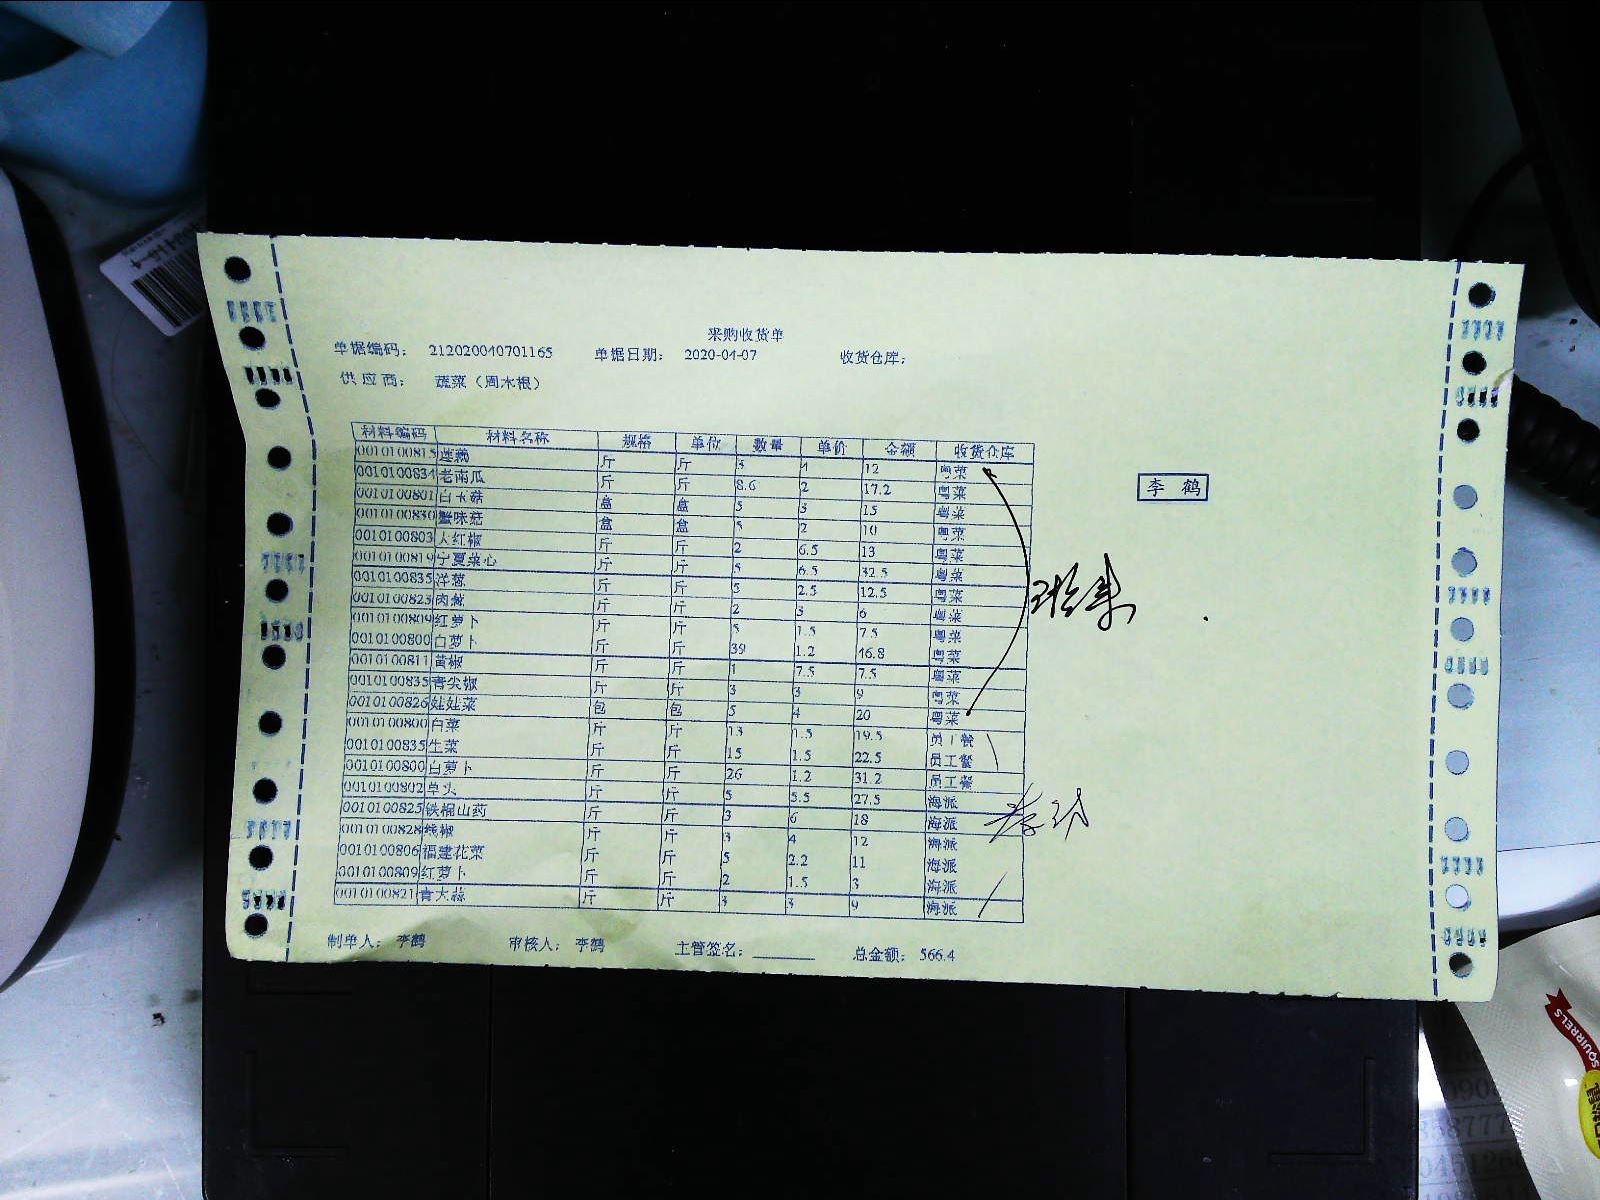 采购收货单
单据编码： 212020040701165 单据日期： 2020-04-07 收货仓库：
供应商： 蔬菜（周木根）
材料编码 材料名称 规格 单位 数量 单价 金额 收货仓库
0010100815 莲藕 斤 斤 3 4 12 粤菜
0010100834 老南瓜 斤 斤 8.6 2 17.2 粤菜
0010100801 白玉菇 盒 盒 5 3 15 粤菜
0010100830 蟹味菇 盒 盒 5 2 10 粤菜
0010100803 大红椒 斤 斤 2 6.5 13 粤菜
0010100819 宁夏菜心 斤 斤 5 6.5 32.5 粤菜
0010100835 洋葱 斤 斤 5 2.5 12.5 粤菜
0010100823 肉葱 斤 斤 2 3 6 粤菜
0010100809 红萝卜 斤 斤 5 1.5 7.5 粤菜
0010100800 白萝卜 斤 斤 39 1.2 46.8 粤菜
0010100811 黄椒 斤 斤 1 7.5 7.5 粤菜
0010100835 青尖椒 斤 斤 3 3 9 粤菜
0010100826 娃娃菜 包 包 5 4 20 粤菜
0010100800 白菜 斤 斤 13 1.5 19.5 员工餐
0010100835 生菜 斤 斤 15 1.5 22.5 员工餐
0010100800 白萝卜 斤 斤 26 1.2 31.2 员工餐
0010100802 草头 斤 斤 5 5.5 27.5 海派
0010100825 铁棍山药 斤 斤 3 6 18 海派
0010100828 线椒 斤 斤 3 4 12 海派
0010100806 福建花菜 斤 斤 5 2.2 11 海派
0010100809 红萝卜 斤 斤 2 1.5 3 海派
0010100821 青大蒜 斤 斤 3 3 9 海派
李鹤
制单人： 李鹤 审核人： 李鹤 主管签名： 总金额： 566.4
SQUIRRELS